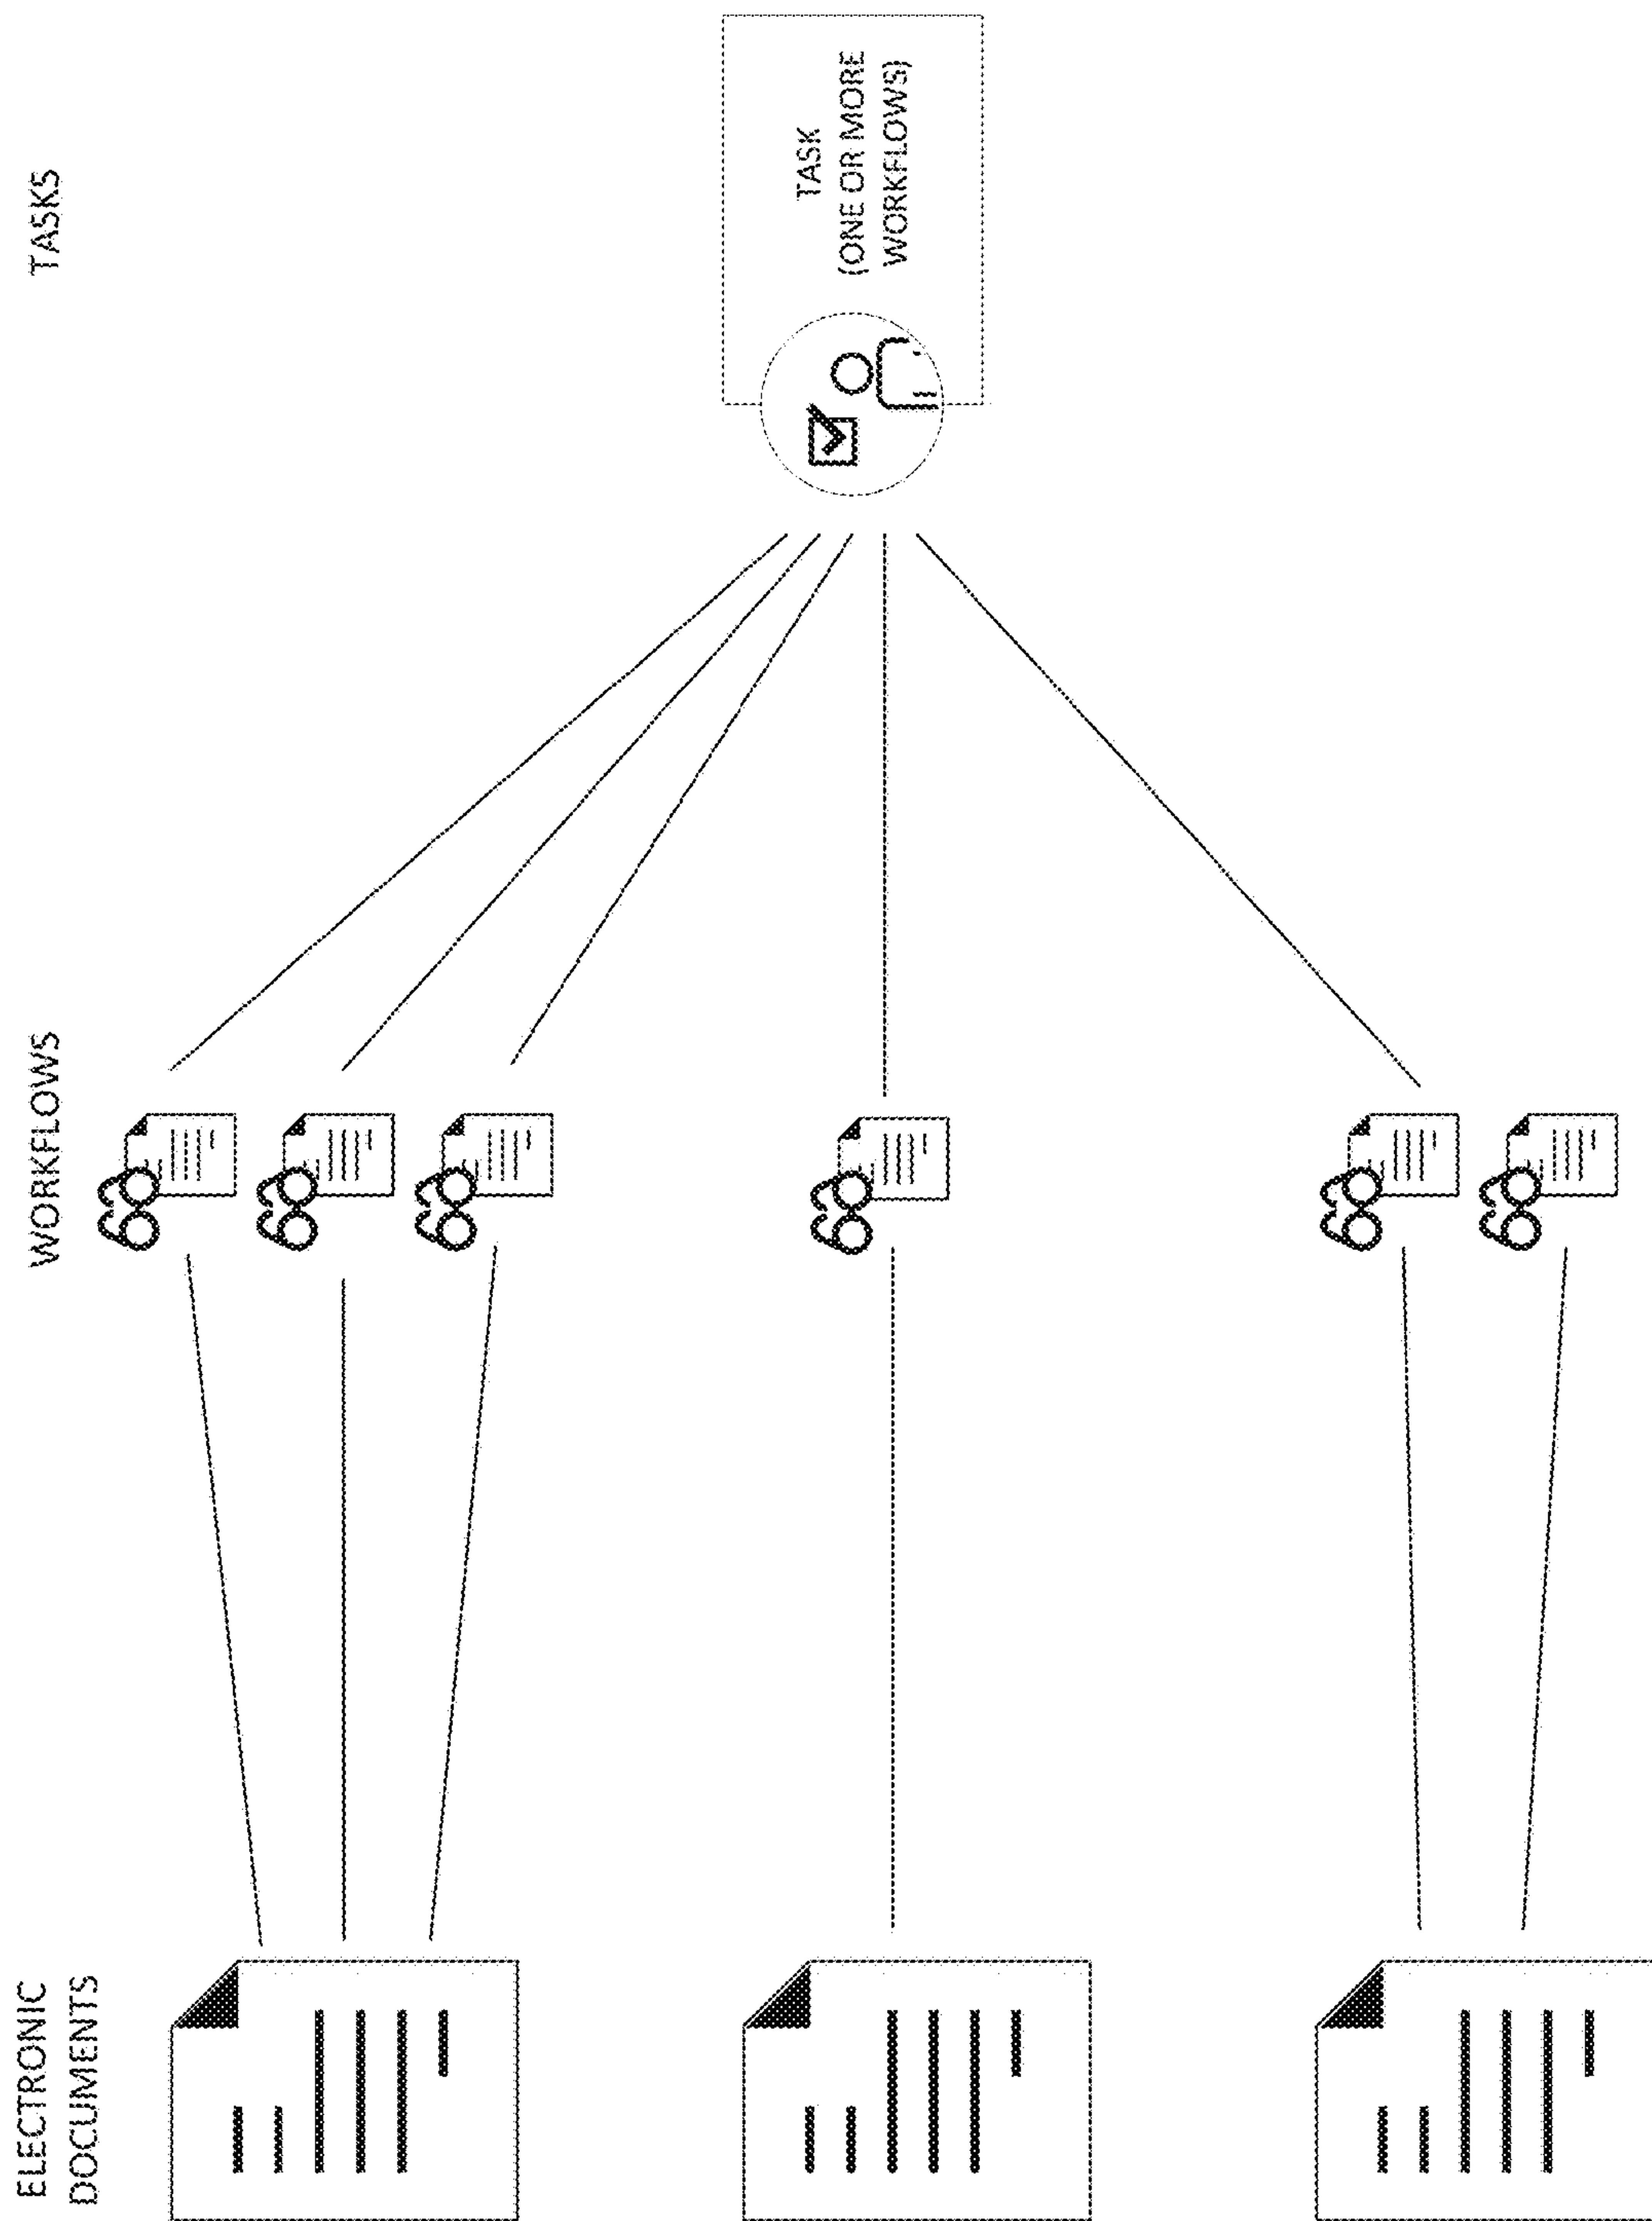 ELECTRONIC
DOCUMENTS
WORKFLOWS
TASKS
TASK
(ONE OR MORE
WORKFLOWS)